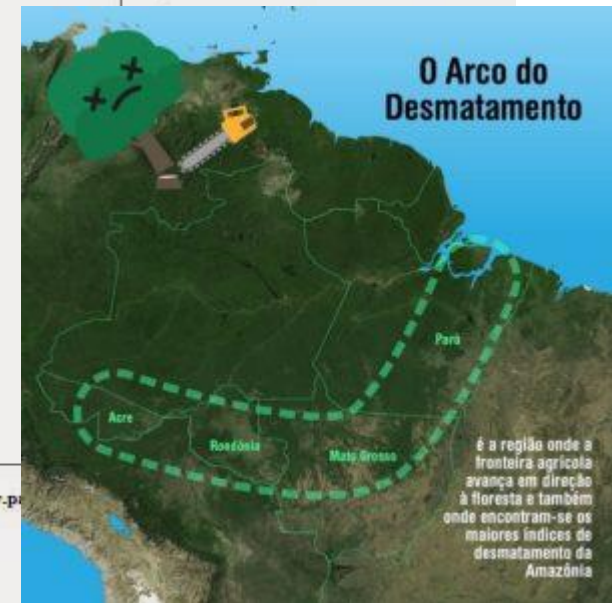 O Arco do
Desmatamento
Pará
Acre
Rondônia
Mato Grosso
é a região onde a
fronteira agrícola
avança em direção
à floresta e também
onde encontram-se os
maiores índices de
desmatamento da
Amazônia